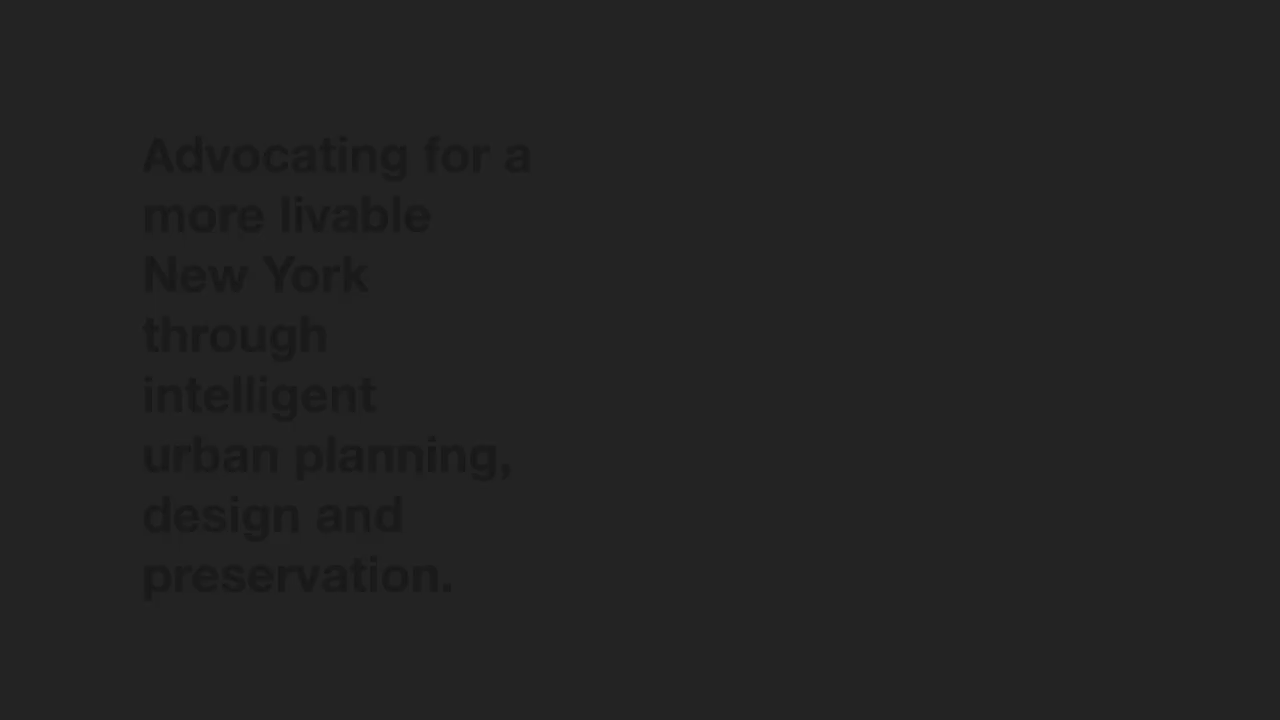 Advocating for a
more livable
New York
through
intelligent
urban planning,
design and
preservation.